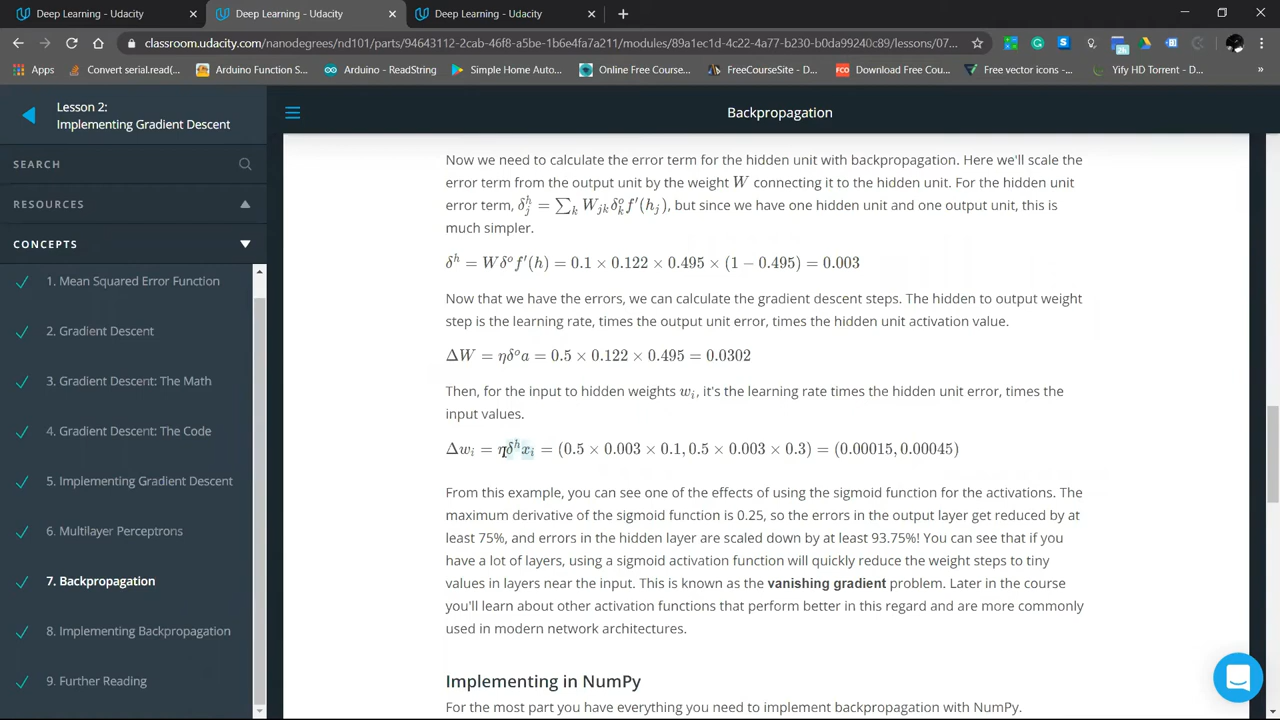 Deep Learning - Udacity
Deep Learning - Udacity
Deep Learning - Udacity
classroom.udacity.com/nanodegrees/nd101/parts/94643112-2cab-46f8-a5be-1b6e4fa7a211/modules/89a1ec1d-4c22-4a77-b230-b0da99240c89/lessons/07...
Apps
Convert serial.read(...
Arduino Function S...
Arduino - ReadString
Simple Home Auto...
Online Free Course...
FreeCourseSite - D...
FCO Download Free Cou...
Free vector icons -...
Yify HD Torrent - D...
Lesson 2:
Implementing Gradient Descent
SEARCH
RESOURCES
CONCEPTS
1. Mean Squared Error Function
2. Gradient Descent
3. Gradient Descent: The Math
4. Gradient Descent: The Code
5. Implementing Gradient Descent
6. Multilayer Perceptrons
7. Backpropagation
8. Implementing Backpropagation
9. Further Reading
Backpropagation
Now we need to calculate the error term for the hidden unit with backpropagation. Here we'll scale the
error term from the output unit by the weight W connecting it to the hidden unit. For the hidden unit
error term, δ_j^h = ∑_k W_jk δ_k^o f′(h_j), but since we have one hidden unit and one output unit, this is
much simpler.
δ^h = Wδ^o f′(h) = 0.1 × 0.122 × 0.495 × (1 − 0.495) = 0.003
Now that we have the errors, we can calculate the gradient descent steps. The hidden to output weight
step is the learning rate, times the output unit error, times the hidden unit activation value.
ΔW = ηδ^o a = 0.5 × 0.122 × 0.495 = 0.0302
Then, for the input to hidden weights w_i, it's the learning rate times the hidden unit error, times the
input values.
Δw_i = ηδ^h x_i = (0.5 × 0.003 × 0.1, 0.5 × 0.003 × 0.3) = (0.00015, 0.00045)
From this example, you can see one of the effects of using the sigmoid function for the activations. The
maximum derivative of the sigmoid function is 0.25, so the errors in the output layer get reduced by at
least 75%, and errors in the hidden layer are scaled down by at least 93.75%! You can see that if you
have a lot of layers, using a sigmoid activation function will quickly reduce the weight steps to tiny
values in layers near the input. This is known as the vanishing gradient problem. Later in the course
you'll learn about other activation functions that perform better in this regard and are more commonly
used in modern network architectures.
Implementing in NumPy
For the most part you have everything you need to implement backpropagation with NumPy.